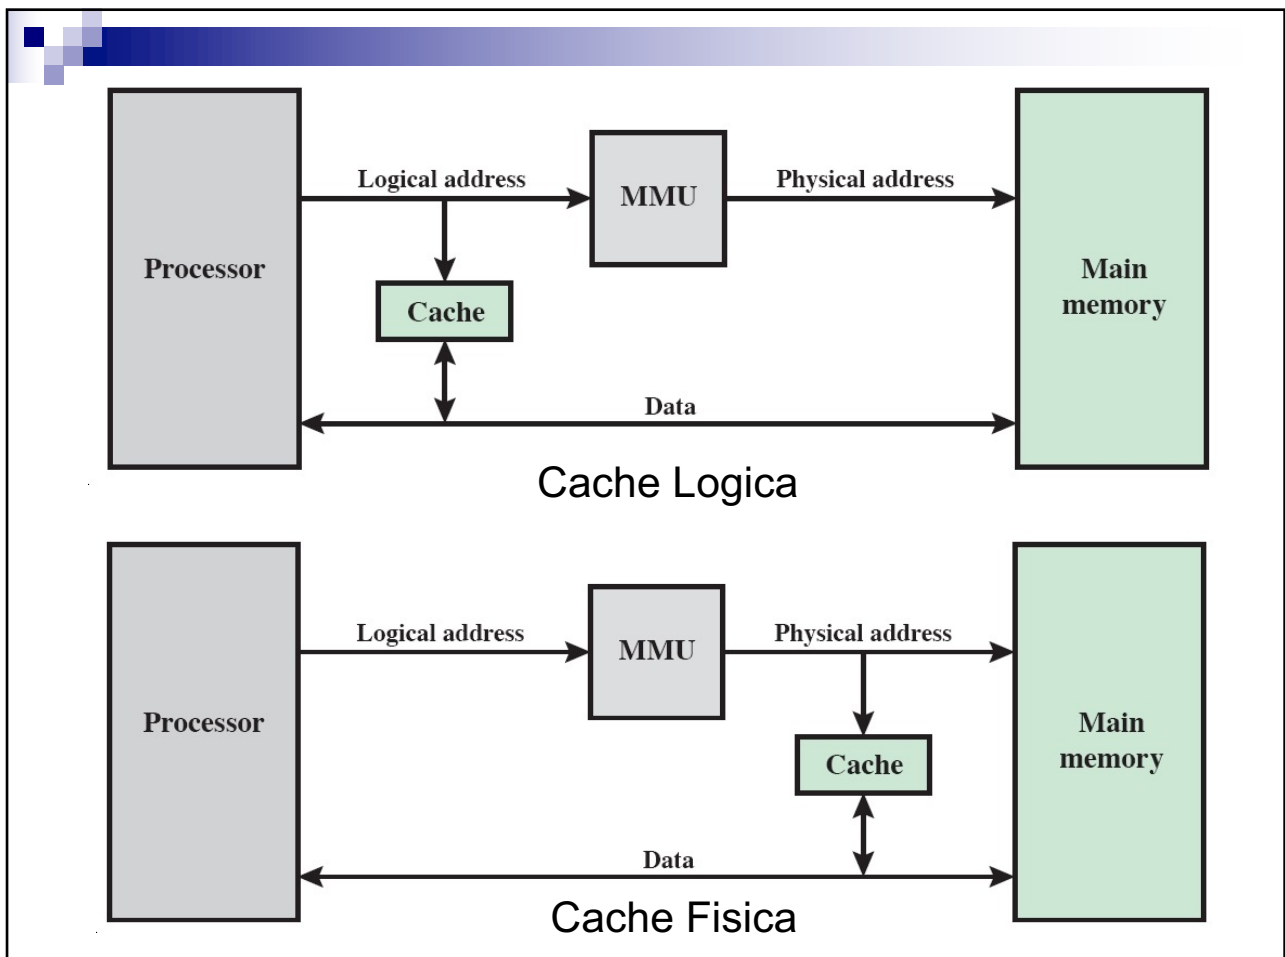 Logical address
MMU
Physical address
Processor
Cache
Main
memory
Data
Cache Logica
Logical address
MMU
Physical address
Processor
Cache
Main
memory
Data
Cache Fisica